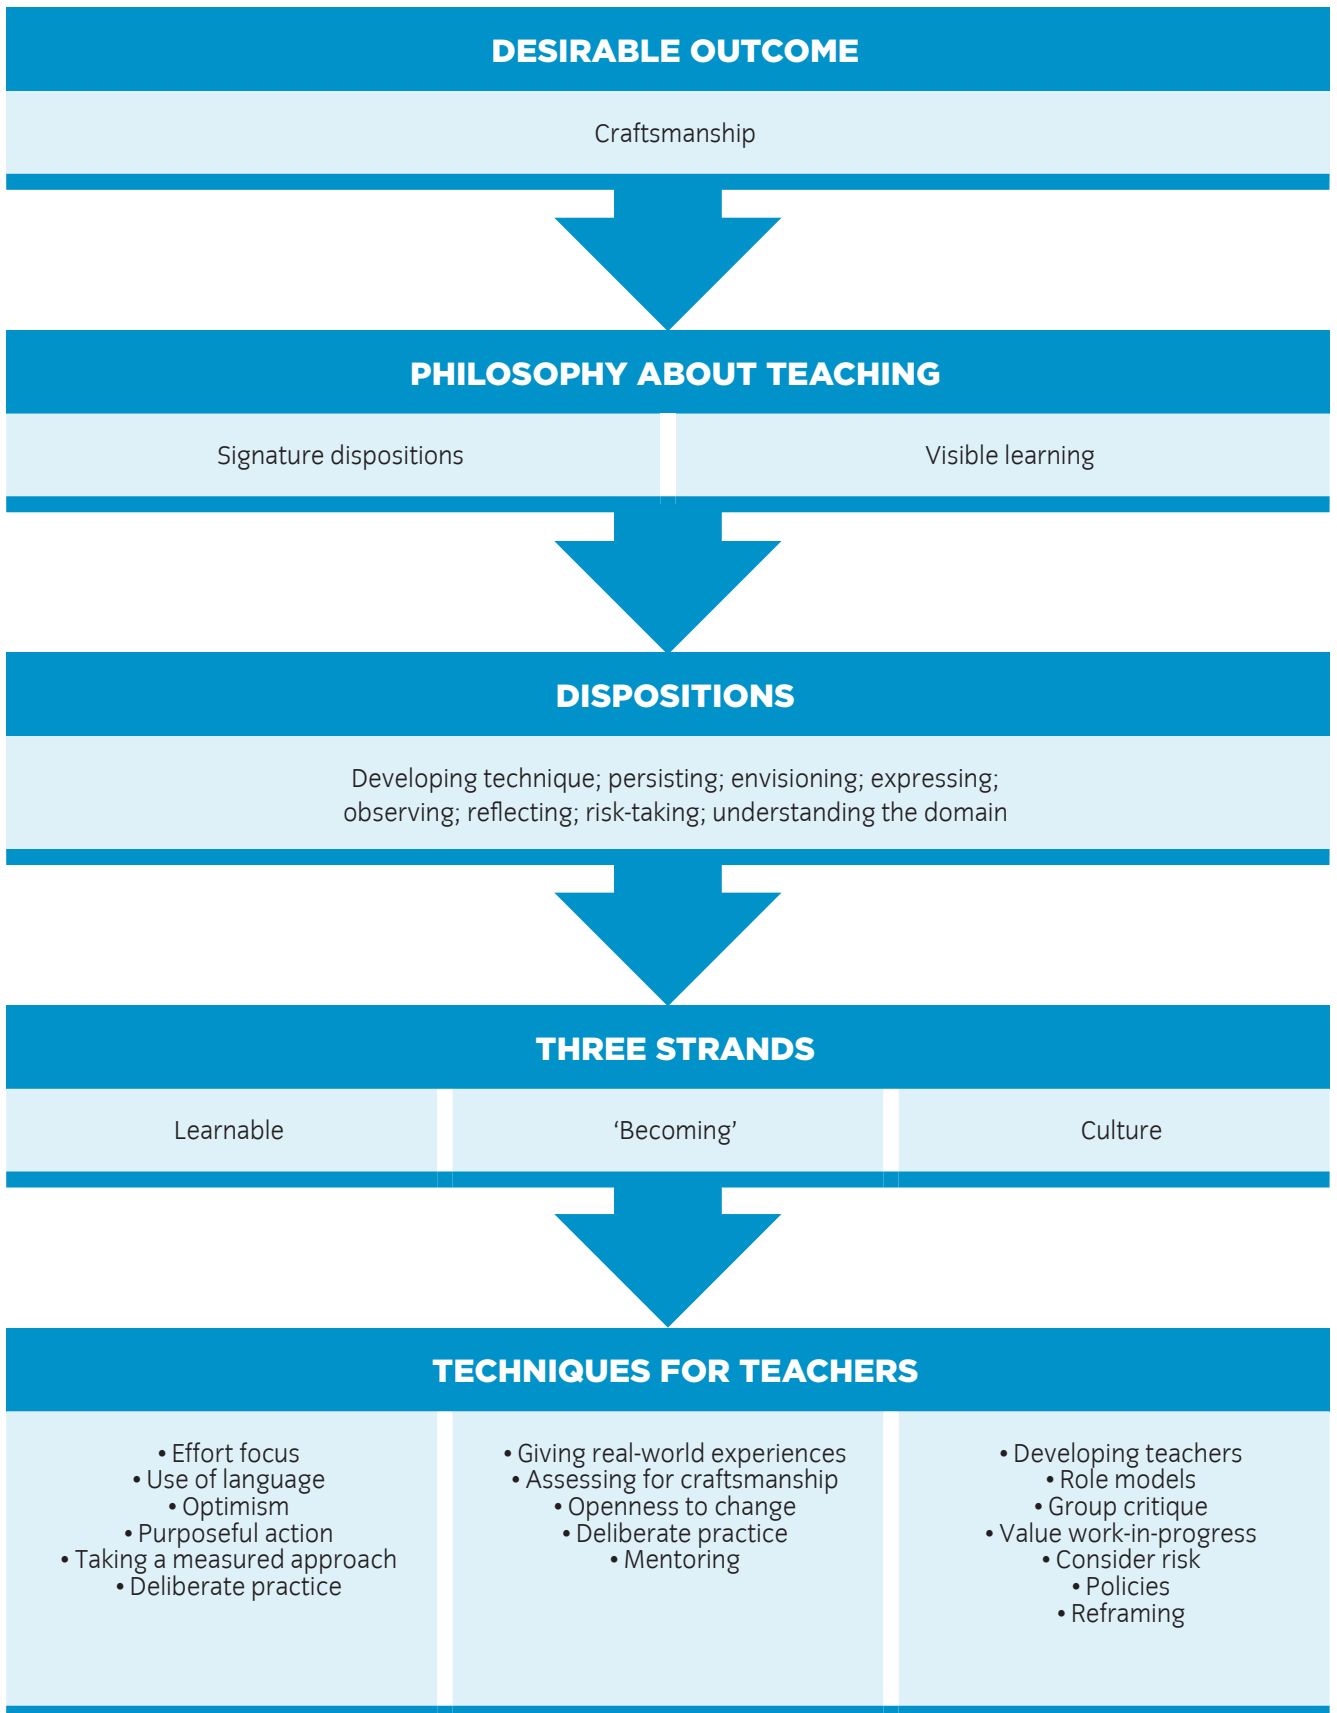 DESIRABLE OUTCOME
Craftsmanship
PHILOSOPHY ABOUT TEACHING
Signature dispositions
Visible learning
DISPOSITIONS
Developing technique; persisting; envisioning; expressing;
observing; reflecting; risk-taking; understanding the domain
THREE STRANDS
Learnable
‘Becoming’
Culture
TECHNIQUES FOR TEACHERS
• Effort focus
• Use of language
• Optimism
• Purposeful action
• Taking a measured approach
• Deliberate practice
• Giving real-world experiences
• Assessing for craftsmanship
• Openness to change
• Deliberate practice
• Mentoring
• Developing teachers
• Role models
• Group critique
• Value work-in-progress
• Consider risk
• Policies
• Reframing